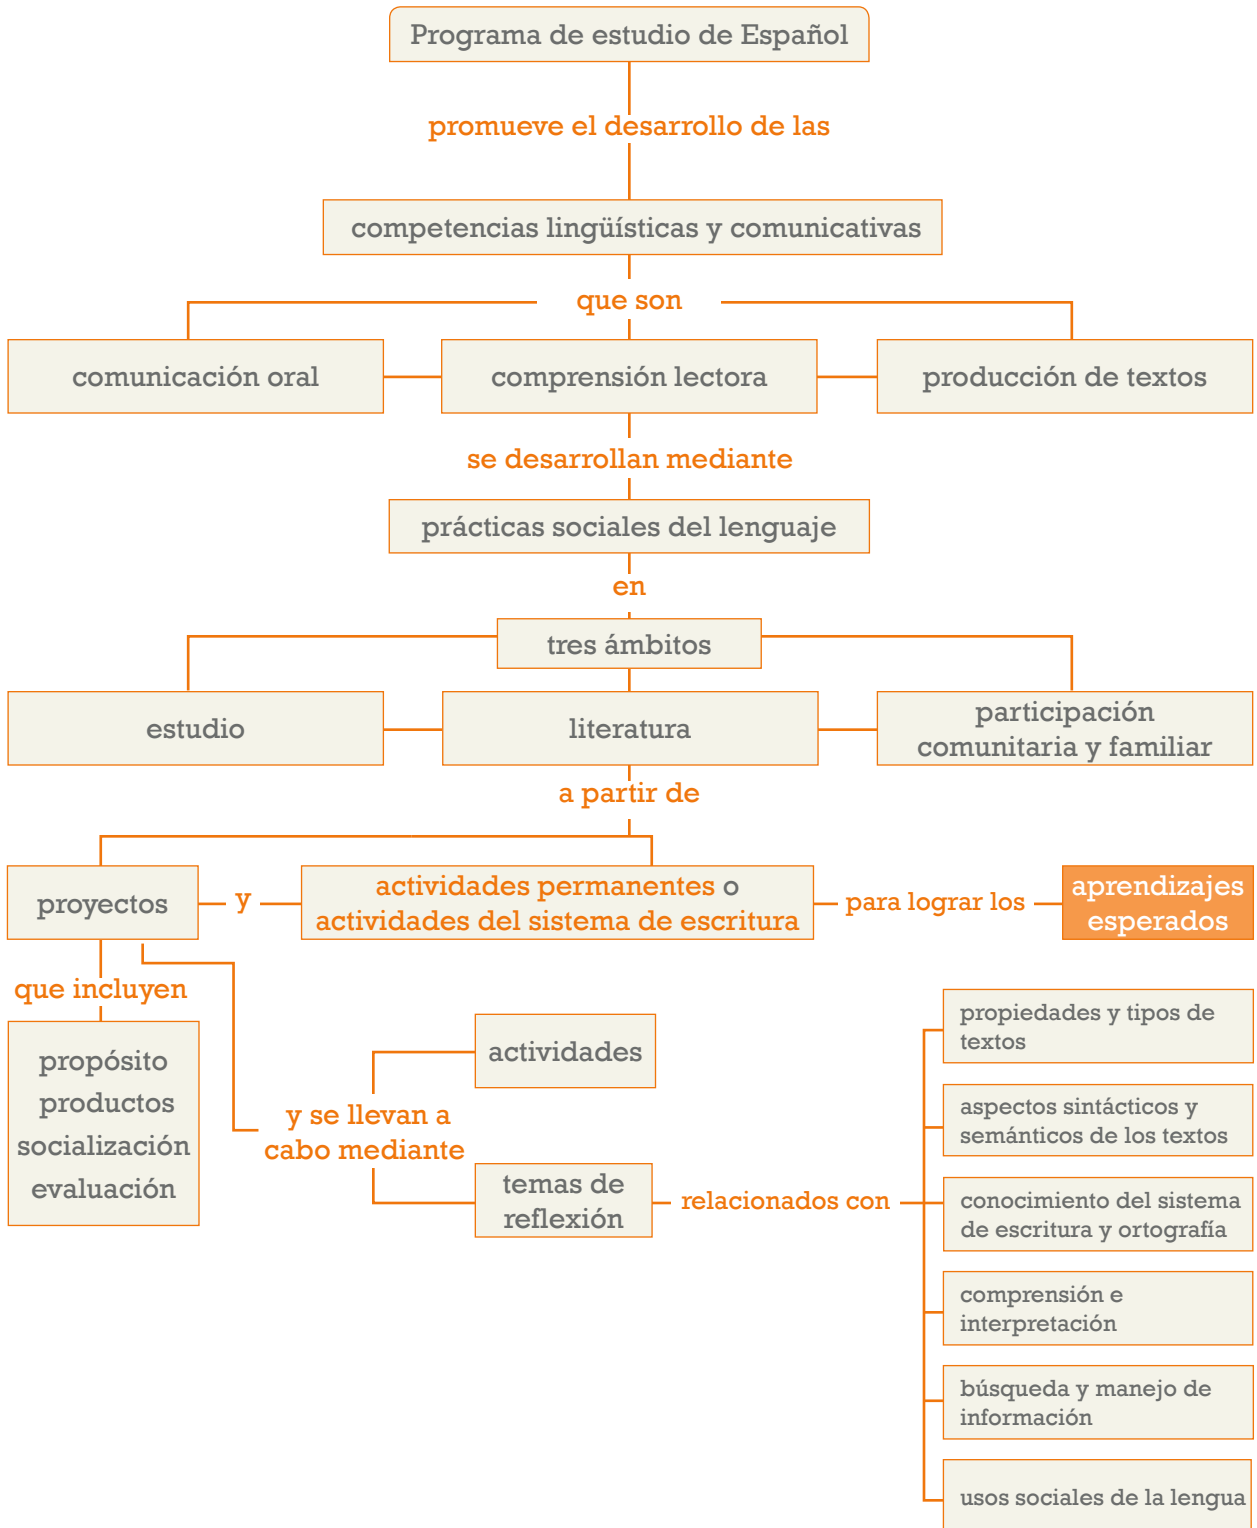 Programa de estudio de Español
promueve el desarrollo de las
competencias lingüísticas y comunicativas
que son
comunicación oral
comprensión lectora
producción de textos
se desarrollan mediante
prácticas sociales del lenguaje
en
tres ámbitos
estudio
literatura
participación
comunitaria y familiar
a partir de
proyectos
y
actividades permanentes o
actividades del sistema de escritura
para lograr los
aprendizajes
esperados
que incluyen
propósito
productos
socialización
evaluación
y se llevan a
cabo mediante
actividades
temas de
reflexión
relacionados con
propiedades y tipos de
textos
aspectos sintácticos y
semánticos de los textos
conocimiento del sistema
de escritura y ortografía
comprensión e
interpretación
búsqueda y manejo de
información
usos sociales de la lengua